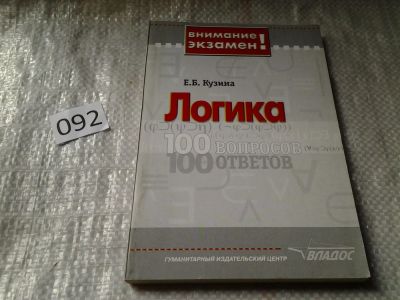 внимание
экзамен!
Е.Б. Кузина
Логика
100 ВОПРОСОВ
100 ОТВЕТОВ
092
ГУМАНИТАРНЫЙ ИЗДАТЕЛЬСКИЙ ЦЕНТР
ВЛАДОС